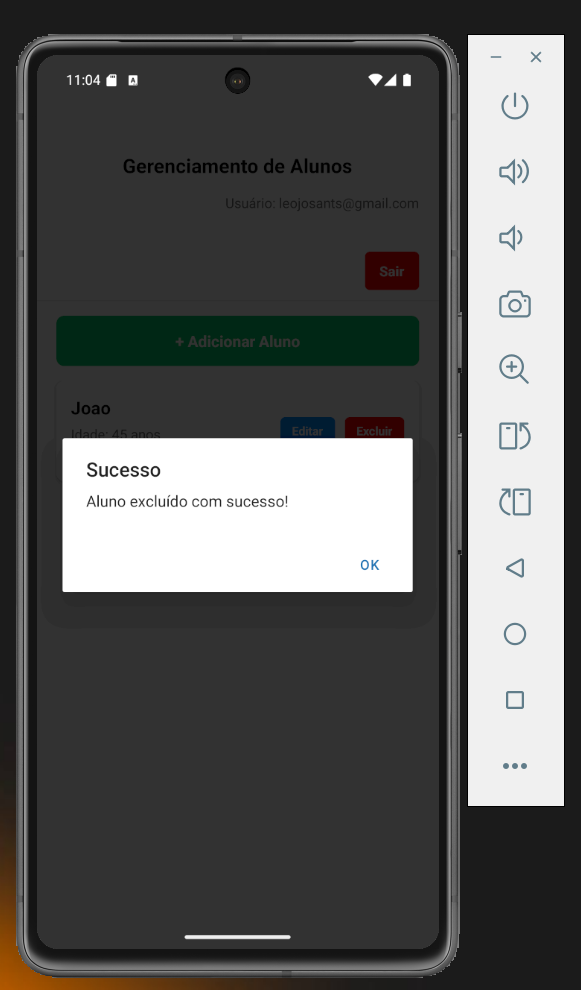 11:04
Gerenciamento de Alunos
Usuário: leojosants@gmail.com
Sair
+ Adicionar Aluno
Joao
Idade: 45 anos
Editar
Excluir
Sucesso
Aluno excluído com sucesso!
OK